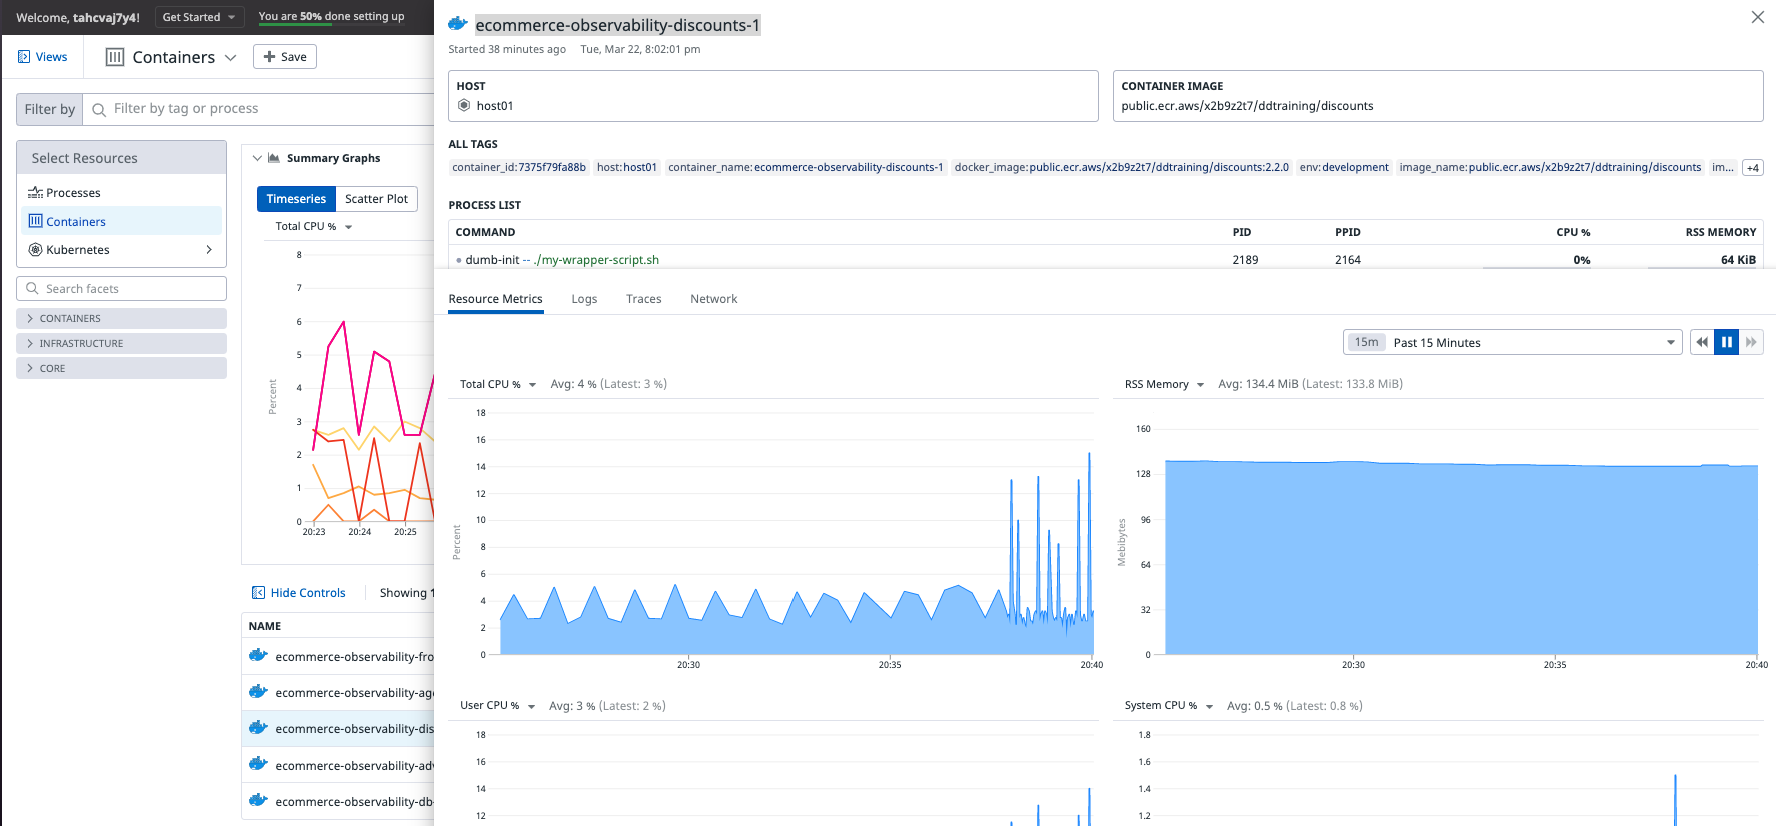 Welcome, tahcvaj7y4!
Get Started
You are 50% done setting up
Views
Containers
Save
Filter by
Filter by tag or process
Select Resources
Processes
Containers
Kubernetes
Search facets
CONTAINERS
INFRASTRUCTURE
CORE
Summary Graphs
Timeseries
Scatter Plot
Total CPU %
Percent
8
7
6
5
4
3
2
1
0
20:23
20:24
20:25
Hide Controls
Showing 1
NAME
ecommerce-observability-fro
ecommerce-observability-age
ecommerce-observability-dis
ecommerce-observability-adv
ecommerce-observability-db
ecommerce-observability-discounts-1
Started 38 minutes ago Tue, Mar 22, 8:02:01 pm
HOST
host01
CONTAINER IMAGE
public.ecr.aws/x2b9z2t7/ddtraining/discounts
ALL TAGS
container_id:7375f79fa88b host:host01 container_name:ecommerce-observability-discounts-1 docker_image:public.ecr.aws/x2b9z2t7/ddtraining/discounts:2.2.0 env:development image_name:public.ecr.aws/x2b9z2t7/ddtraining/discounts im... +4
PROCESS LIST
COMMAND PID PPID CPU % RSS MEMORY
dumb-init -- ./my-wrapper-script.sh 2189 2164 0% 64 KiB
Resource Metrics Logs Traces Network
15m Past 15 Minutes
Total CPU % Avg: 4 % (Latest: 3 %)
Percent
18
16
14
12
10
8
6
4
2
0
20:30
20:35
20:40
RSS Memory Avg: 134.4 MiB (Latest: 133.8 MiB)
Mebibytes
160
128
96
64
32
0
20:30
20:35
20:40
User CPU % Avg: 3 % (Latest: 2 %)
18
16
14
12
System CPU % Avg: 0.5 % (Latest: 0.8 %)
1.8
1.6
1.4
1.2